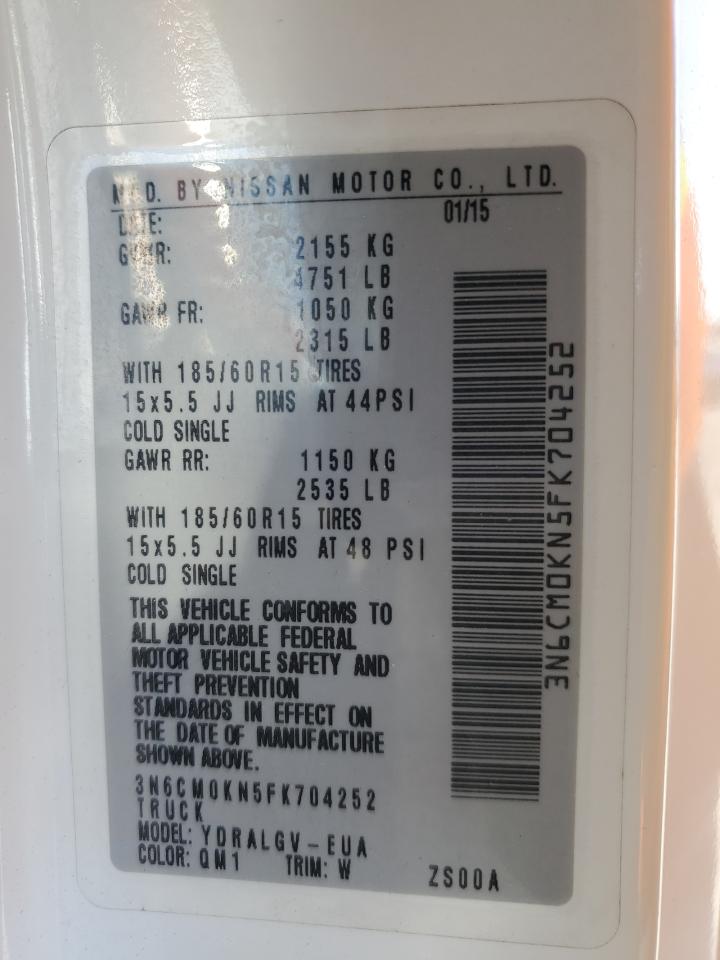 MFD. BY NISSAN MOTOR CO., LTD.
DATE: 01/15
GVWR: 2155 KG
4751 LB
GAWR FR: 1050 KG
2315 LB
WITH 185/60R15 TIRES
15x5.5 JJ RIMS AT 44PSI
COLD SINGLE
GAWR RR: 1150 KG
2535 LB
WITH 185/60R15 TIRES
15x5.5 JJ RIMS AT 48 PSI
COLD SINGLE
THIS VEHICLE CONFORMS TO
ALL APPLICABLE FEDERAL
MOTOR VEHICLE SAFETY AND
THEFT PREVENTION
STANDARDS IN EFFECT ON
THE DATE OF MANUFACTURE
SHOWN ABOVE.
3N6CM0KN5FK704252
TRUCK
MODEL: YDRALGV-EUA
COLOR: QM1 TRIM: W
ZS00A
3N6CM0KN5FK704252